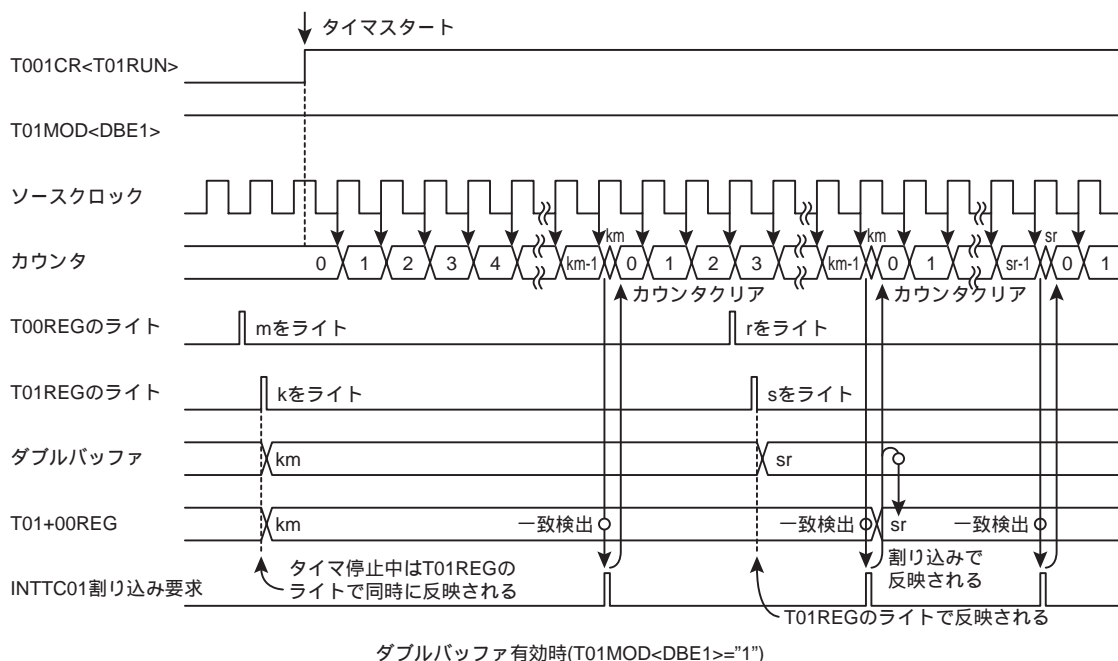 タイマスタート
T001CR<T01RUN>
T01MOD<DBE1>
ソースクロック
カウンタ
0 1 2 3 4 km-1 km 0 1 2 3 km-1 km 0 1 sr-1 sr 0 1
カウンタクリア
カウンタクリア
T00REGのライト
mをライト
rをライト
T01REGのライト
kをライト
sをライト
ダブルバッファ
km
sr
T01+00REG
km
一致検出
一致検出
sr
一致検出
タイマ停止中はT01REGの
ライトで同時に反映される
割り込みで
反映される
INTTC01割り込み要求
T01REGのライトで反映される
ダブルバッファ有効時(T01MOD<DBE1>="1")